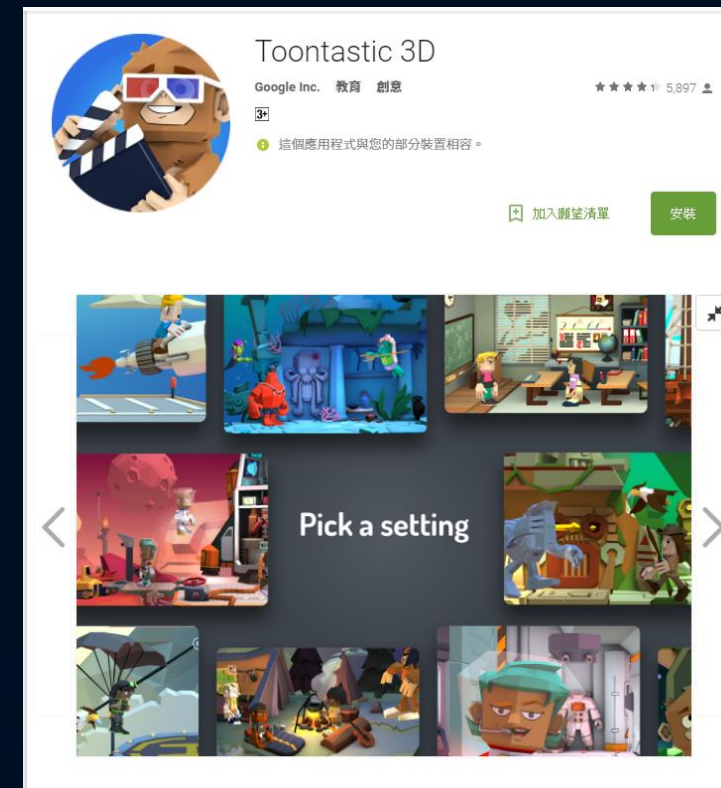 Toontastic 3D
Google Inc. 教育 創意
5,897
3+
這個應用程式與您的部分裝置相容。
加入願望清單
安裝
Pick a setting